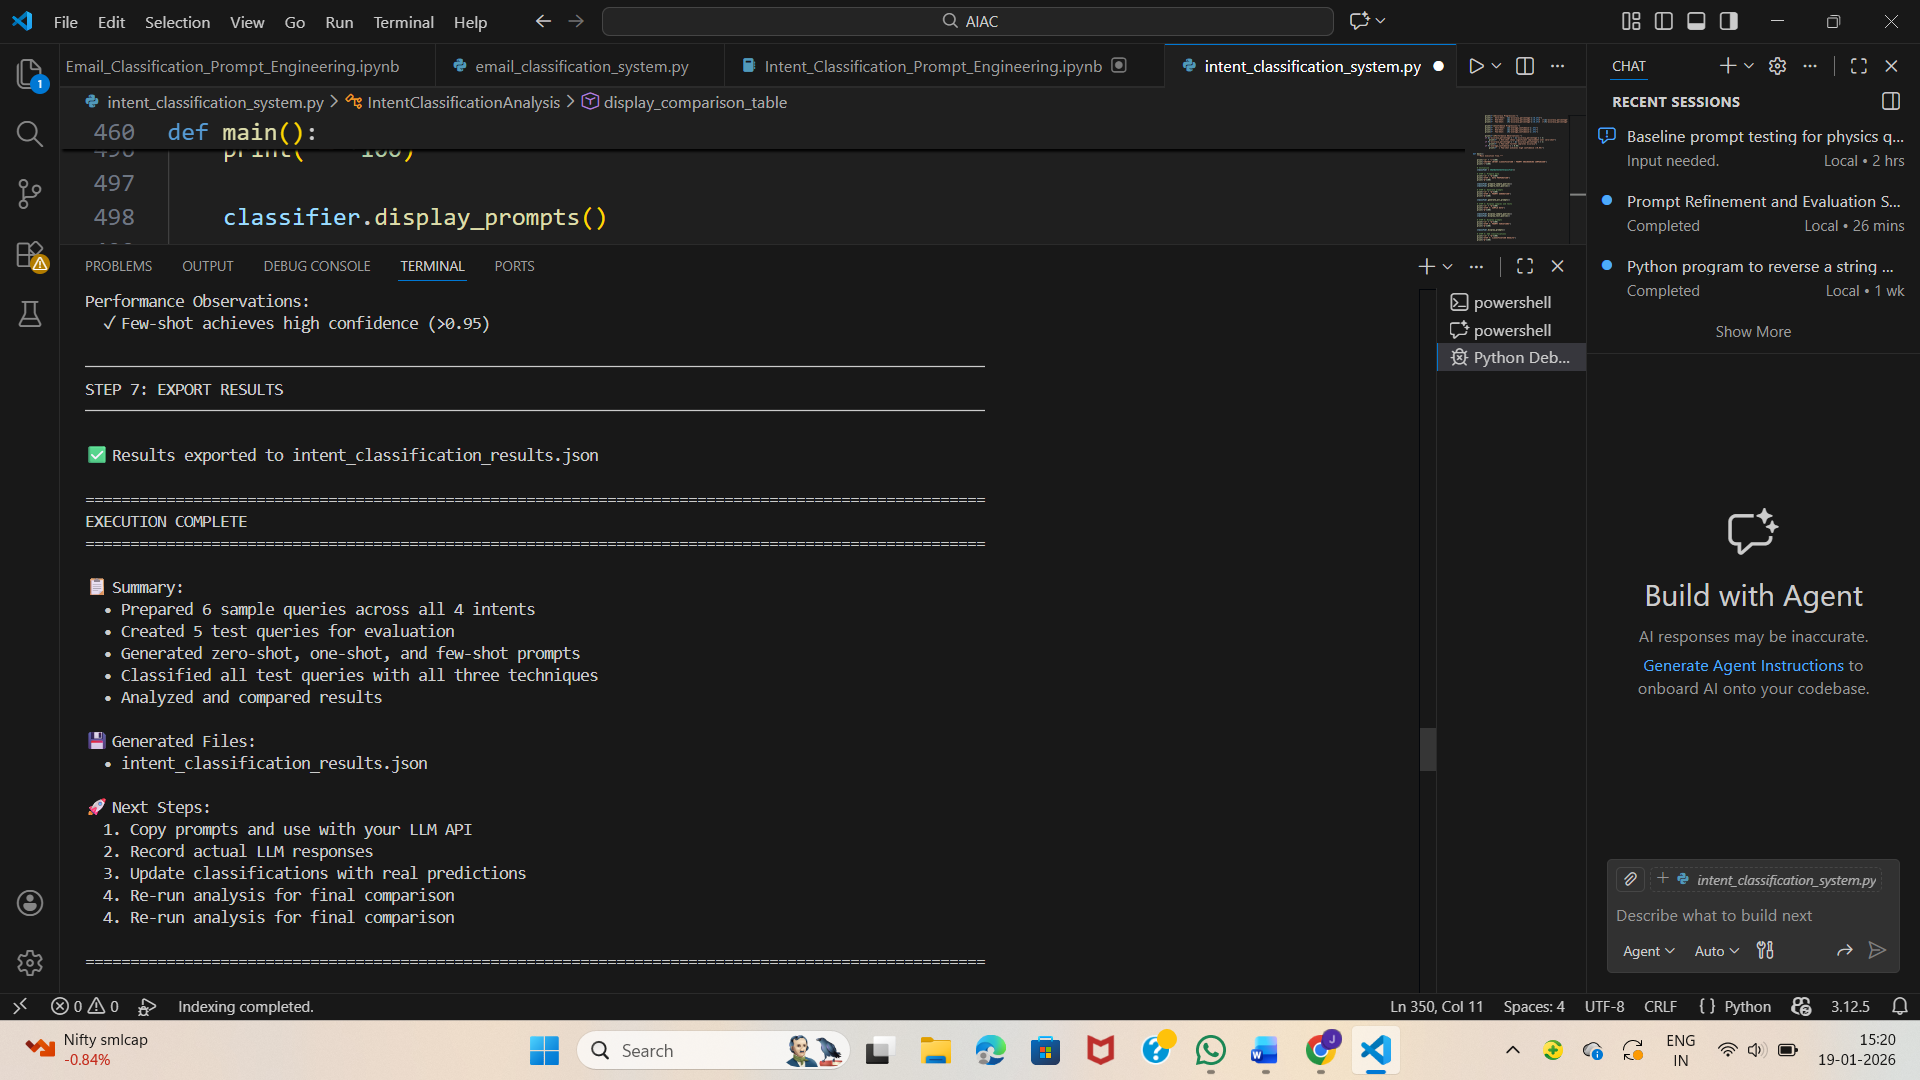 File Edit Selection View Go Run Terminal Help
AIAC
Email_Classification_Prompt_Engineering.ipynb
email_classification_system.py
Intent_Classification_Prompt_Engineering.ipynb
intent_classification_system.py
intent_classification_system.py > IntentClassificationAnalysis > display_comparison_table
460 def main():
497
498 classifier.display_prompts()
PROBLEMS OUTPUT DEBUG CONSOLE TERMINAL PORTS
Performance Observations:
✓ Few-shot achieves high confidence (>0.95)
STEP 7: EXPORT RESULTS
✅ Results exported to intent_classification_results.json
====================================================================================================
EXECUTION COMPLETE
====================================================================================================
📋 Summary:
• Prepared 6 sample queries across all 4 intents
• Created 5 test queries for evaluation
• Generated zero-shot, one-shot, and few-shot prompts
• Classified all test queries with all three techniques
• Analyzed and compared results
💾 Generated Files:
• intent_classification_results.json
🚀 Next Steps:
1. Copy prompts and use with your LLM API
2. Record actual LLM responses
3. Update classifications with real predictions
4. Re-run analysis for final comparison
4. Re-run analysis for final comparison
====================================================================================================
powershell
powershell
Python Deb...
CHAT
RECENT SESSIONS
Baseline prompt testing for physics q...
Input needed. Local • 2 hrs
Prompt Refinement and Evaluation S...
Completed Local • 26 mins
Python program to reverse a string ...
Completed Local • 1 wk
Show More
Build with Agent
AI responses may be inaccurate.
Generate Agent Instructions to
onboard AI onto your codebase.
intent_classification_system.py
Describe what to build next
Agent Auto
1
0 0 Indexing completed.
Ln 350, Col 11 Spaces: 4 UTF-8 CRLF {} Python 3.12.5
Nifty smlcap
-0.84%
Search
J
ENG
IN
15:20
19-01-2026